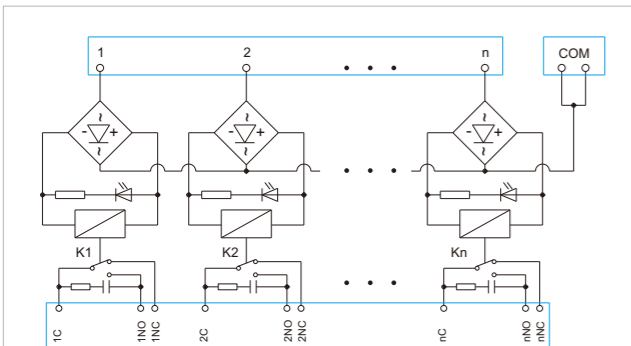 1 2 n COM
~ ~ ~
- + - + - +
~ ~ ~
K1 K2 Kn
1C 1NO 1NC 2C 2NO 2NC nC nNO nNC